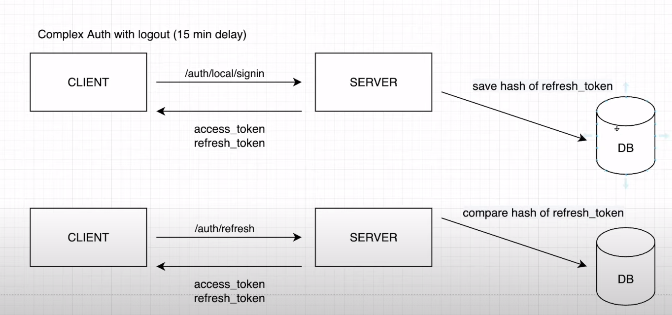 Complex Auth with logout (15 min delay)
CLIENT
/auth/local/signin
SERVER
save hash of refresh_token
DB
access_token
refresh_token
CLIENT
/auth/refresh
SERVER
compare hash of refresh_token
DB
access_token
refresh_token